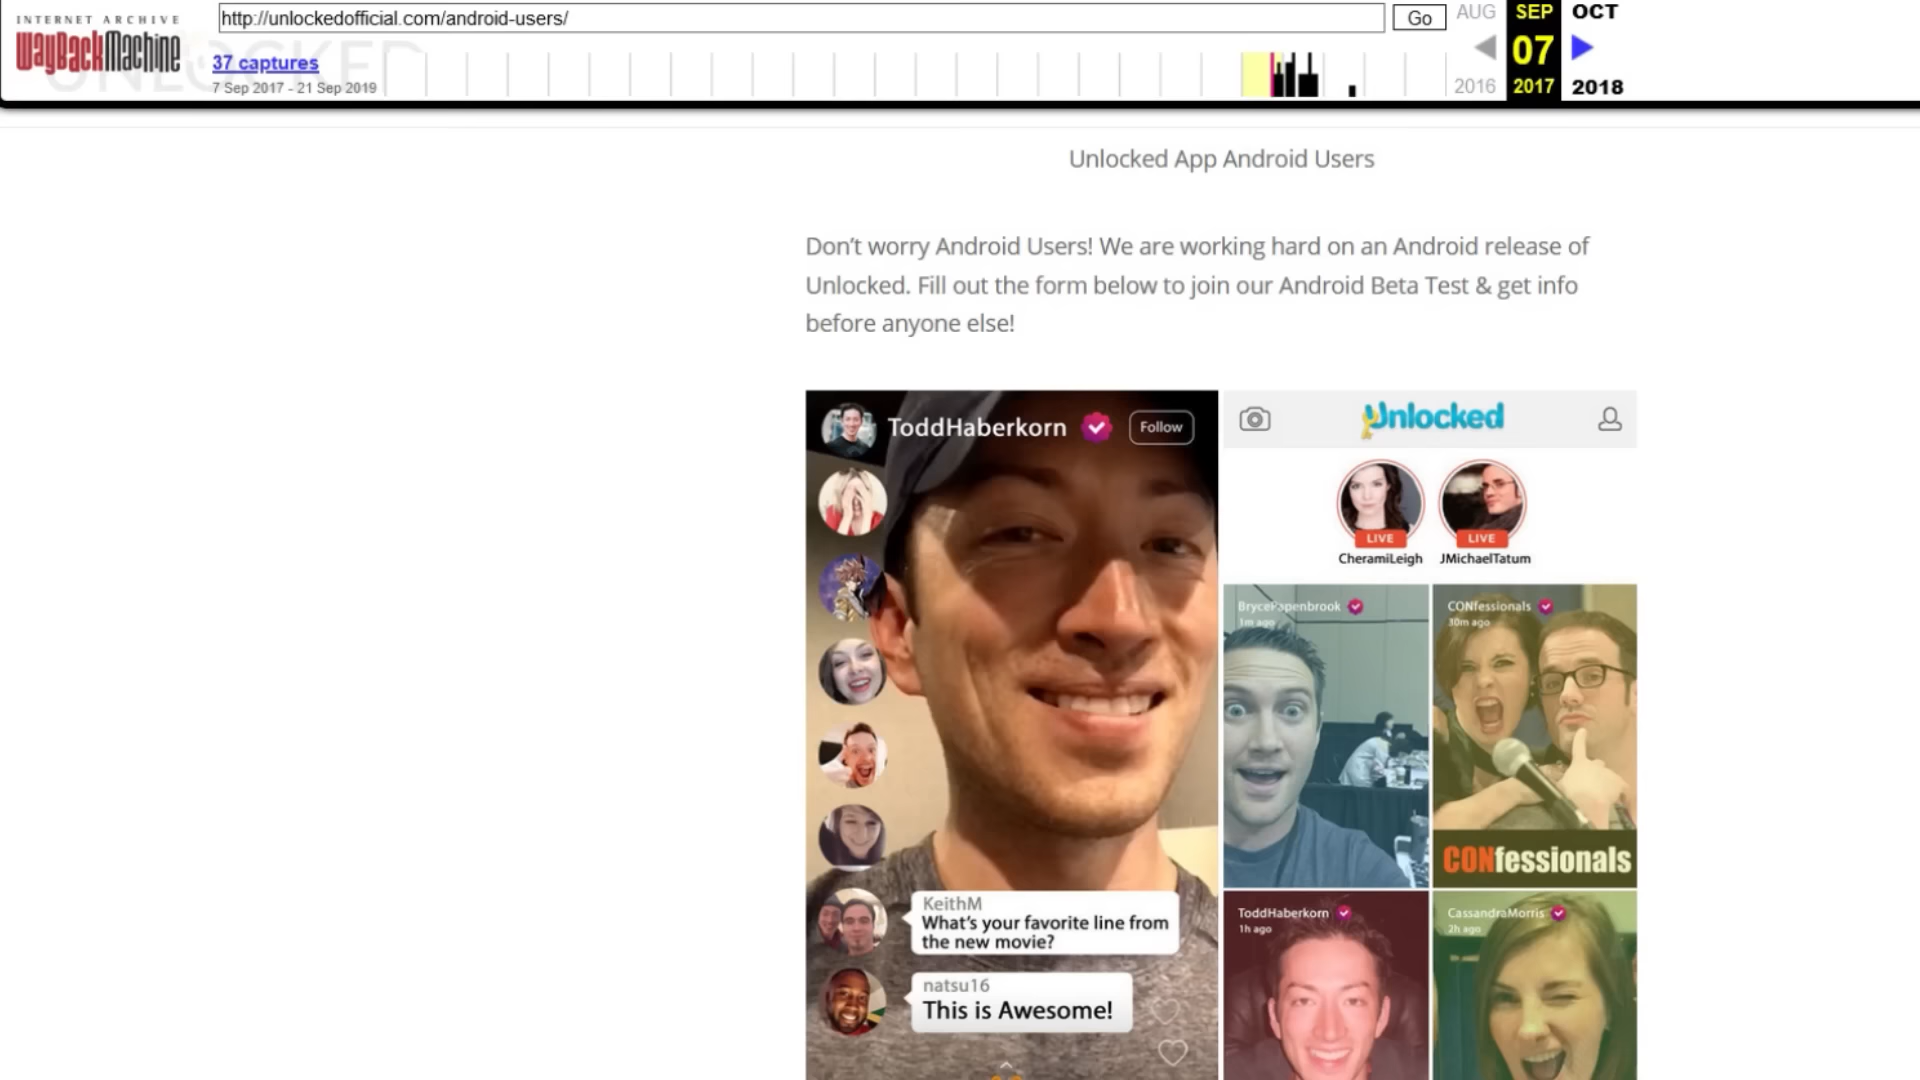 INTERNET ARCHIVE
WayBackMachine
http://unlockedofficial.com/android-users/
Go
AUG
SEP
OCT
37 captures
07
7 Sep 2017 - 21 Sep 2019
2016
2017
2018
UNLOCKED
Unlocked App Android Users
Don't worry Android Users! We are working hard on an Android release of
Unlocked. Fill out the form below to join our Android Beta Test & get info
before anyone else!
ToddHaberkorn
Follow
Unlocked
LIVE
LIVE
CheramiLeigh
JMichaelTatum
BrycePapenbrook
1m ago
CONfessionals
30m ago
CONfessionals
KeithM
What's your favorite line from
the new movie?
natsu16
This is Awesome!
ToddHaberkorn
1h ago
CassandraMorris
2h ago